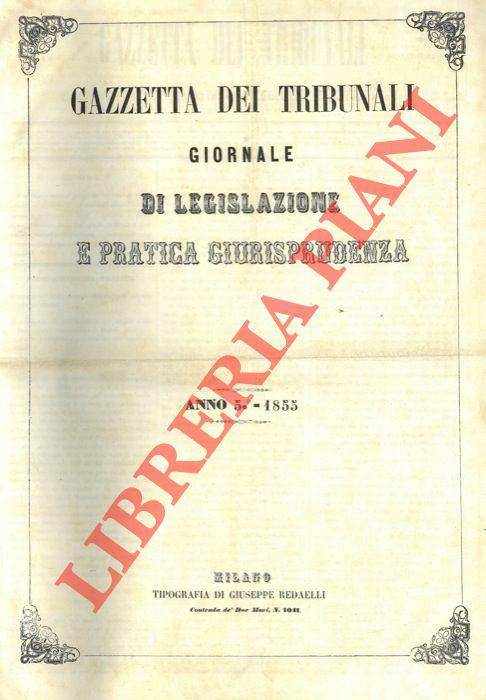 GAZZETTA DEI TRIBUNALI
GIORNALE
DI LEGISLAZIONE
E PRATICA GIURISPRUDENZA
ANNO 5.° - 1855
MILANO
TIPOGRAFIA DI GIUSEPPE REDAELLI
Contrada de' Due Muri, N. 1041.
LIBRERIA PIANI